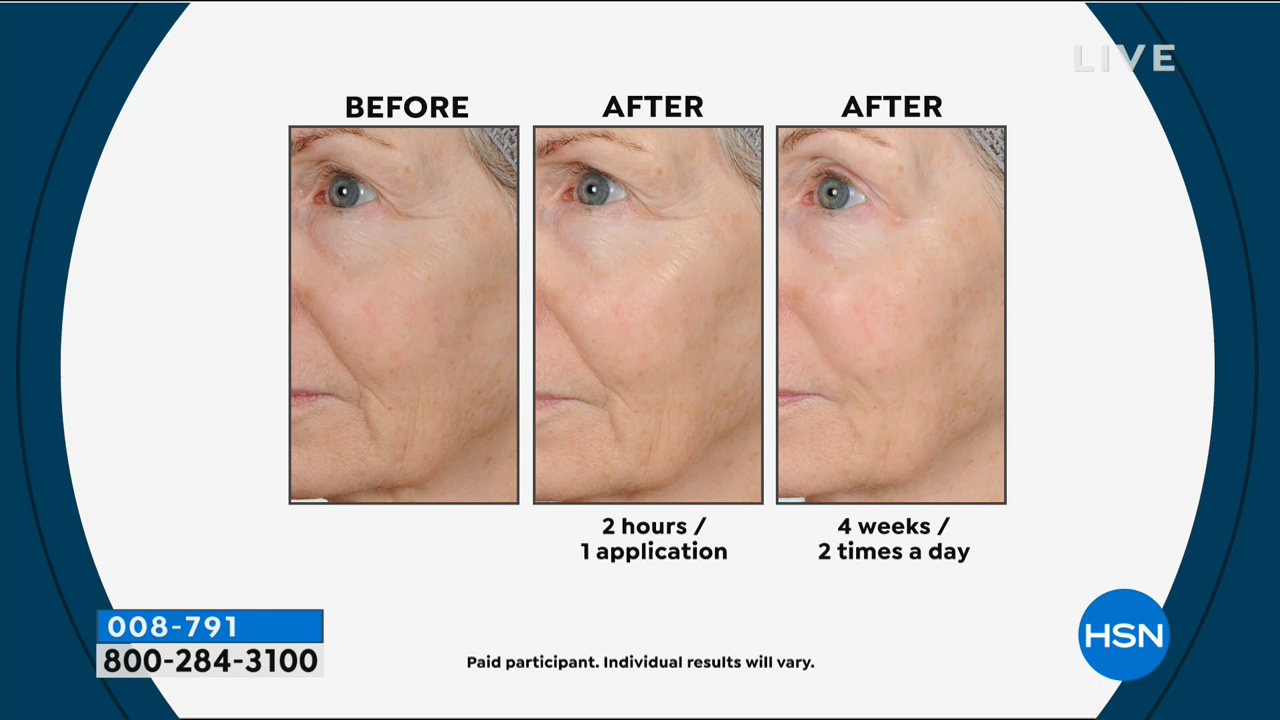 LIVE
BEFORE
AFTER
AFTER
2 hours /
1 application
4 weeks /
2 times a day
008-791
800-284-3100
Paid participant. Individual results will vary.
HSN